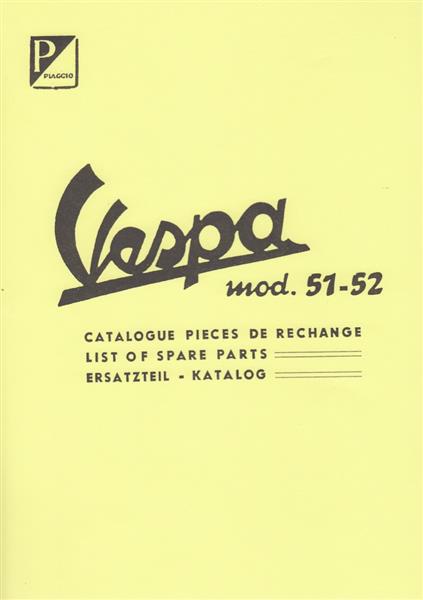 P
PIAGGIO
Vespa
mod. 51-52
CATALOGUE PIECES DE RECHANGE
LIST OF SPARE PARTS
ERSATZTEIL - KATALOG